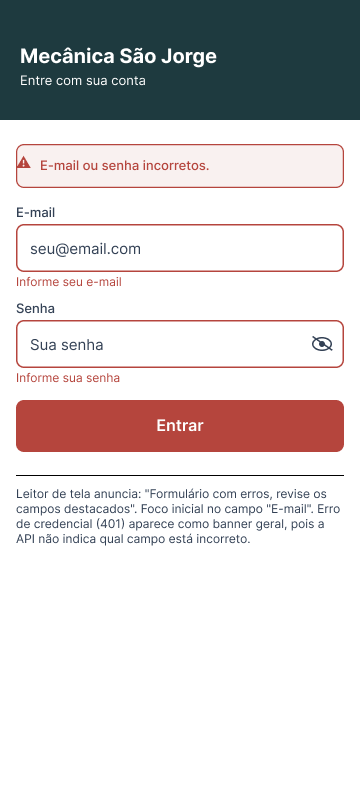 Mecânica São Jorge
Entre com sua conta
E-mail ou senha incorretos.
E-mail
seu@email.com
Informe seu e-mail
Senha
Sua senha
Informe sua senha
Entrar
Leitor de tela anuncia: "Formulário com erros, revise os
campos destacados". Foco inicial no campo "E-mail". Erro
de credencial (401) aparece como banner geral, pois a
API não indica qual campo está incorreto.